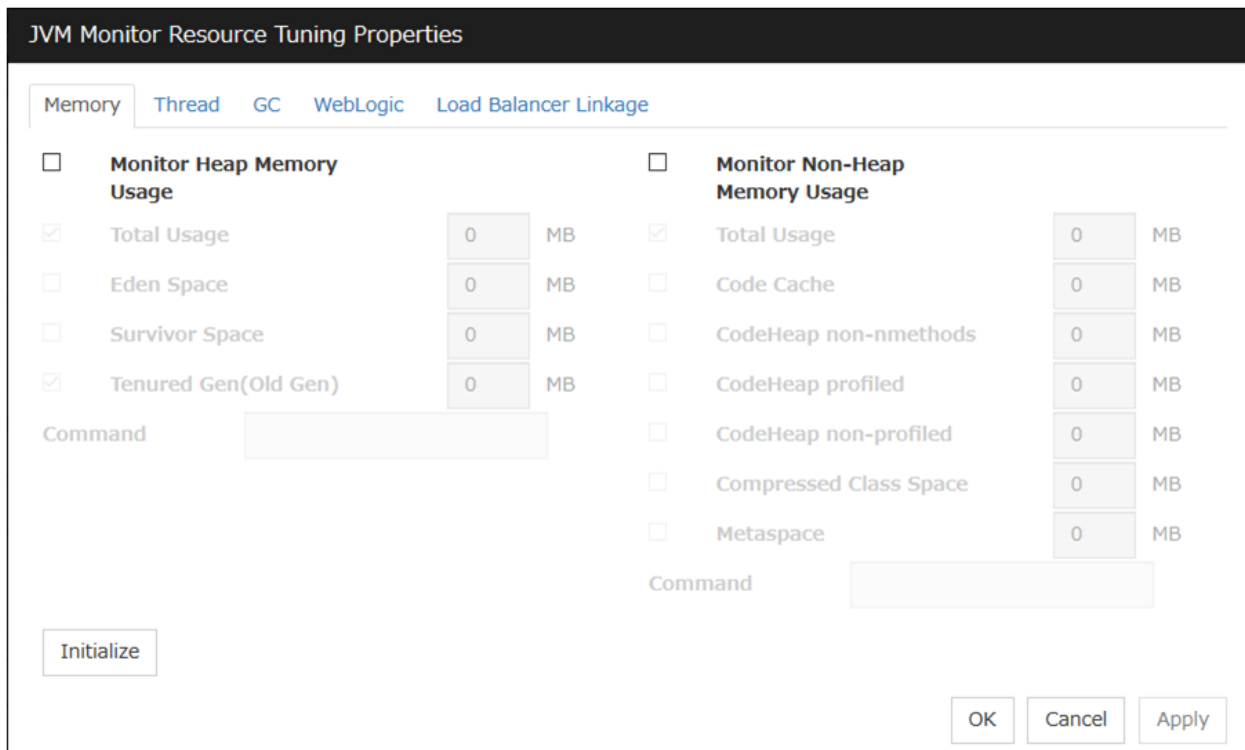 JVM Monitor Resource Tuning Properties
Memory Thread GC WebLogic Load Balancer Linkage
Monitor Heap Memory
Usage
Total Usage 0 MB
Eden Space 0 MB
Survivor Space 0 MB
Tenured Gen(Old Gen) 0 MB
Command
Monitor Non-Heap
Memory Usage
Total Usage 0 MB
Code Cache 0 MB
CodeHeap non-nmethods 0 MB
CodeHeap profiled 0 MB
CodeHeap non-profiled 0 MB
Compressed Class Space 0 MB
Metaspace 0 MB
Command
Initialize
OK Cancel Apply